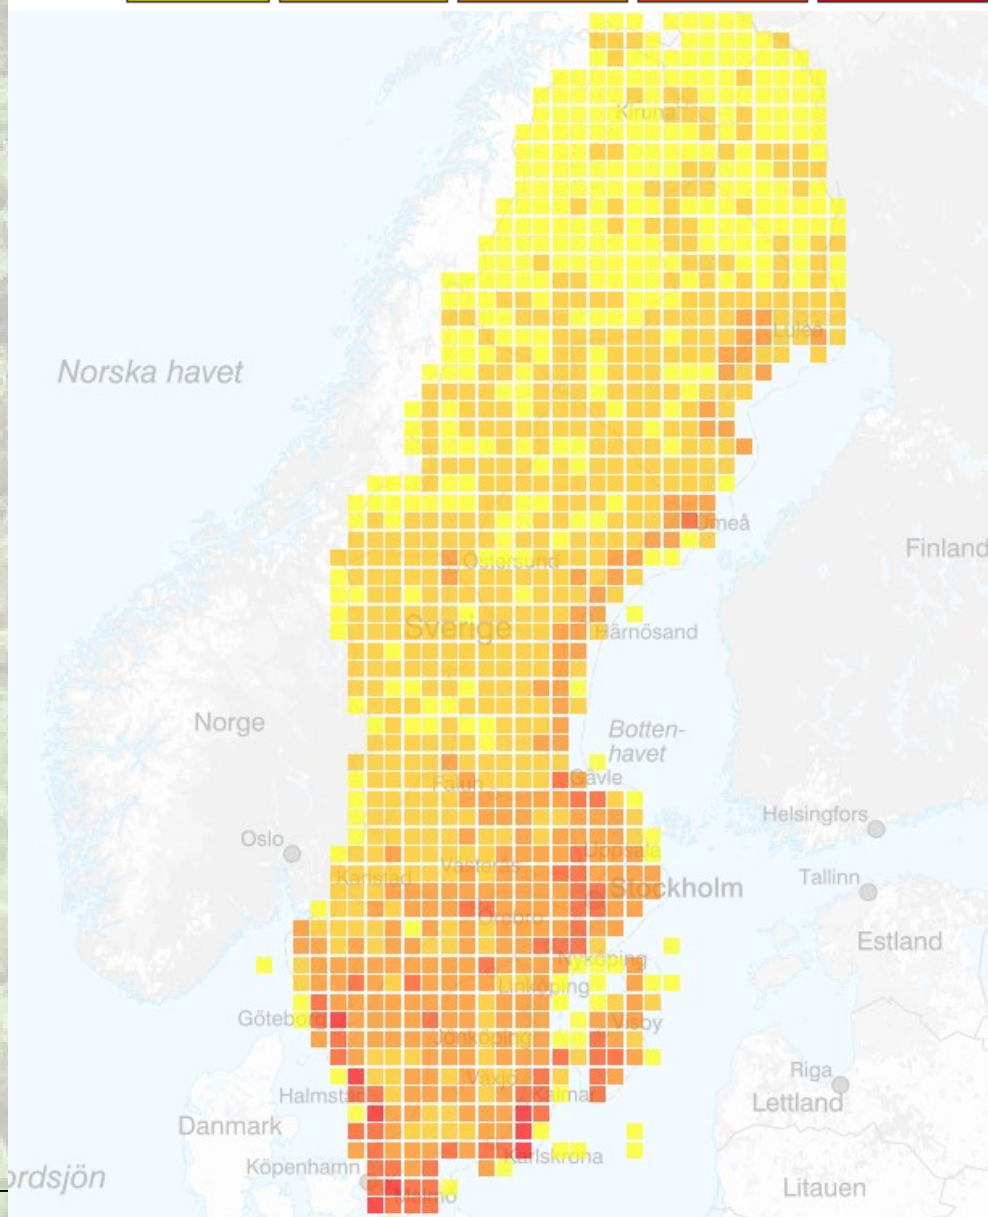 Kiruna
Luleå
Norska havet
Umeå
Östersund
Finland
Sverige
Härnösand
Norge
Botten-
havet
Gävle
Falun
Helsingfors
Oslo
Uppsala
Västerås
Karlstad
Tallinn
Stockholm
Örebro
Estland
Nyköping
Linköping
Göteborg
Visby
Jönköping
Riga
Växjö
Halmstad
Kalmar
Lettland
Danmark
Karlskrona
Köpenhamn
ordsjön
Malmö
Litauen